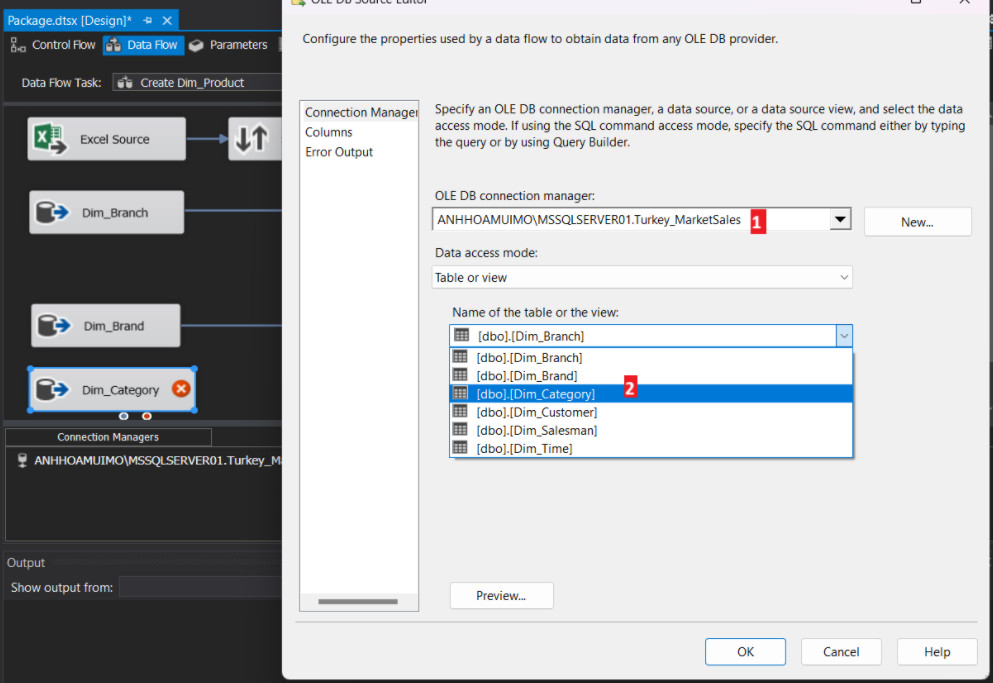 Package.dtsx [Design]*
Control Flow
Data Flow
Parameters
Data Flow Task:
Create Dim_Product
Excel Source
Dim_Branch
Dim_Brand
Dim_Category
Connection Managers
ANHHOAMUIMO\MSSQLSERVER01.Turkey_Ma
Output
Show output from:
OLE DB Source Editor
Configure the properties used by a data flow to obtain data from any OLE DB provider.
Connection Manager
Columns
Error Output
Specify an OLE DB connection manager, a data source, or a data source view, and select the data
access mode. If using the SQL command access mode, specify the SQL command either by typing
the query or by using Query Builder.
OLE DB connection manager:
ANHHOAMUIMO\MSSQLSERVER01.Turkey_MarketSales
1
New...
Data access mode:
Table or view
Name of the table or the view:
[dbo].[Dim_Branch]
[dbo].[Dim_Branch]
[dbo].[Dim_Brand]
[dbo].[Dim_Category]
2
[dbo].[Dim_Customer]
[dbo].[Dim_Salesman]
[dbo].[Dim_Time]
Preview...
OK
Cancel
Help